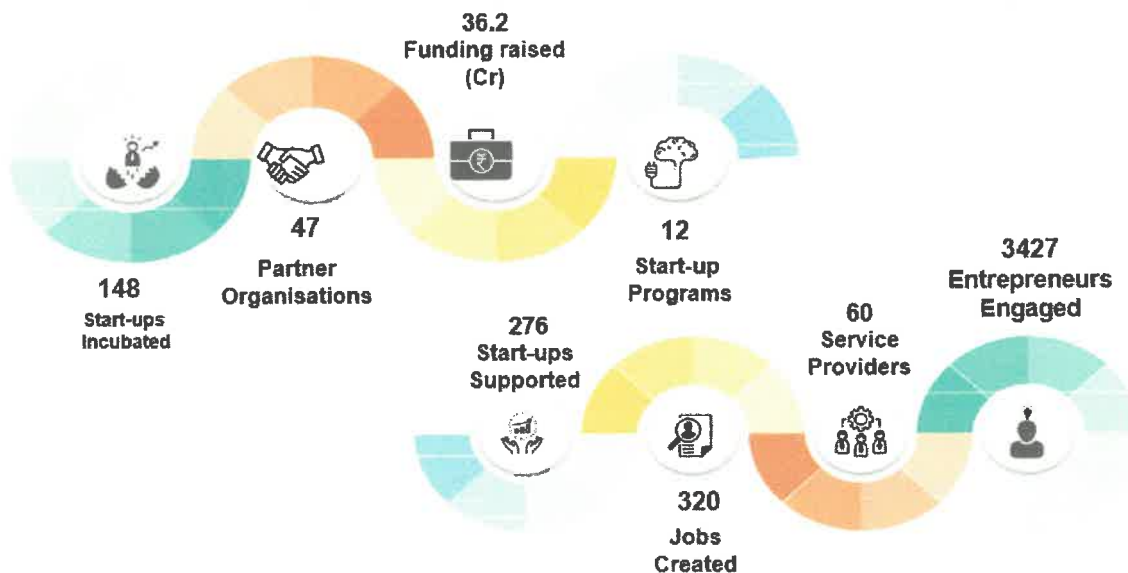 36.2
Funding raised
(Cr)
₹
47
Partner
Organisations
12
Start-up
Programs
148
Start-ups
Incubated
3427
Entrepreneurs
Engaged
276
Start-ups
Supported
60
Service
Providers
320
Jobs
Created